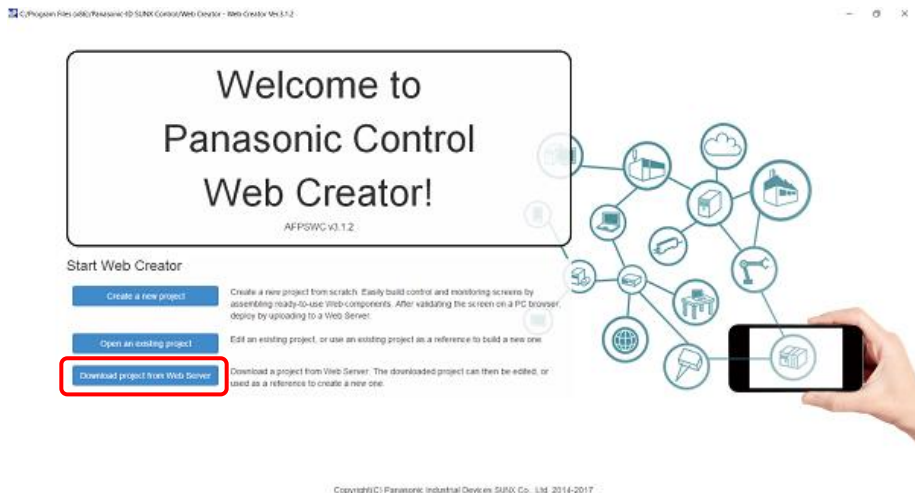 C:/Program Files (x86)/Panasonic-ID SUNX Control/Web Creator - Web Creator Ver.3.1.2
Welcome to
Panasonic Control
Web Creator!
AFPSWC v3.1.2
Start Web Creator
Create a new project
Create a new project from scratch. Easily build control and monitoring screens by
assembling ready-to-use Web-components. After validating the screen on a PC browser,
deploy by uploading to a Web Server.
Open an existing project
Edit an existing project, or use an existing project as a reference to build a new one.
Download project from Web Server
Download a project from Web Server. The downloaded project can then be edited, or
used as a reference to create a new one.
Copyright(C) Panasonic Industrial Devices SUNX Co., Ltd. 2014-2017